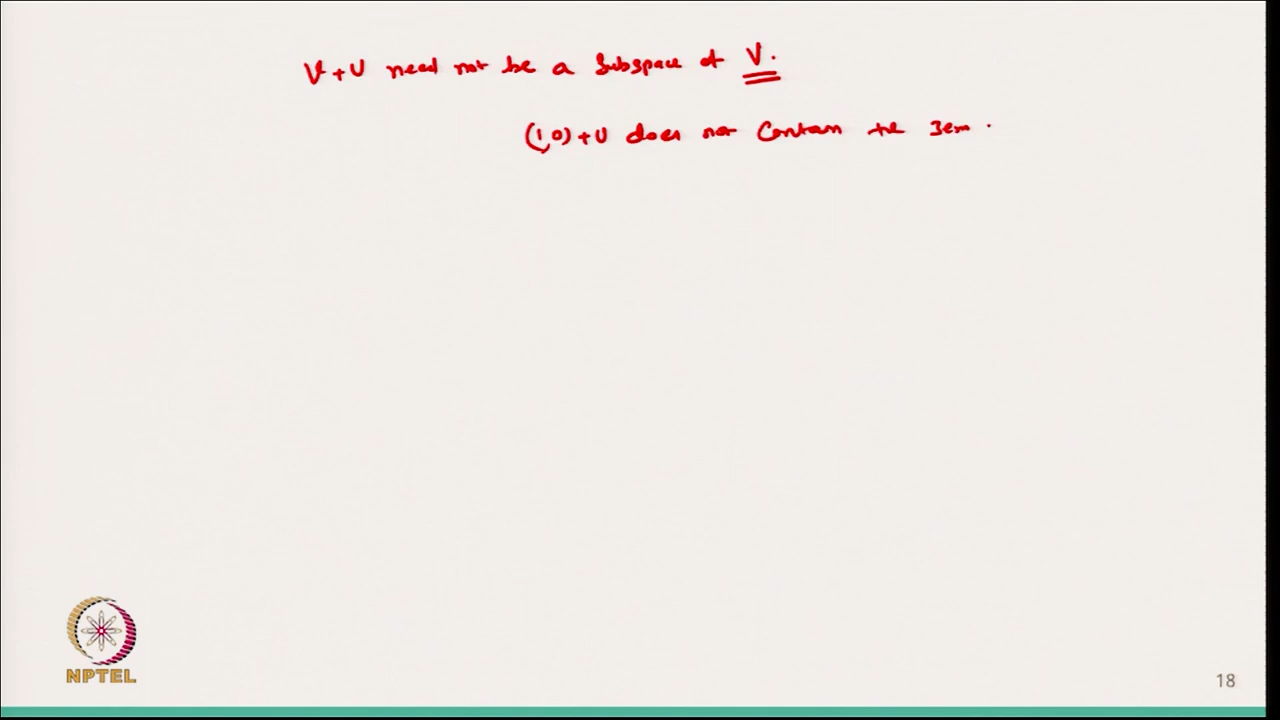 v+U need not be a subspace of V.
(1,0)+U does not contain the zero.
NPTEL
18